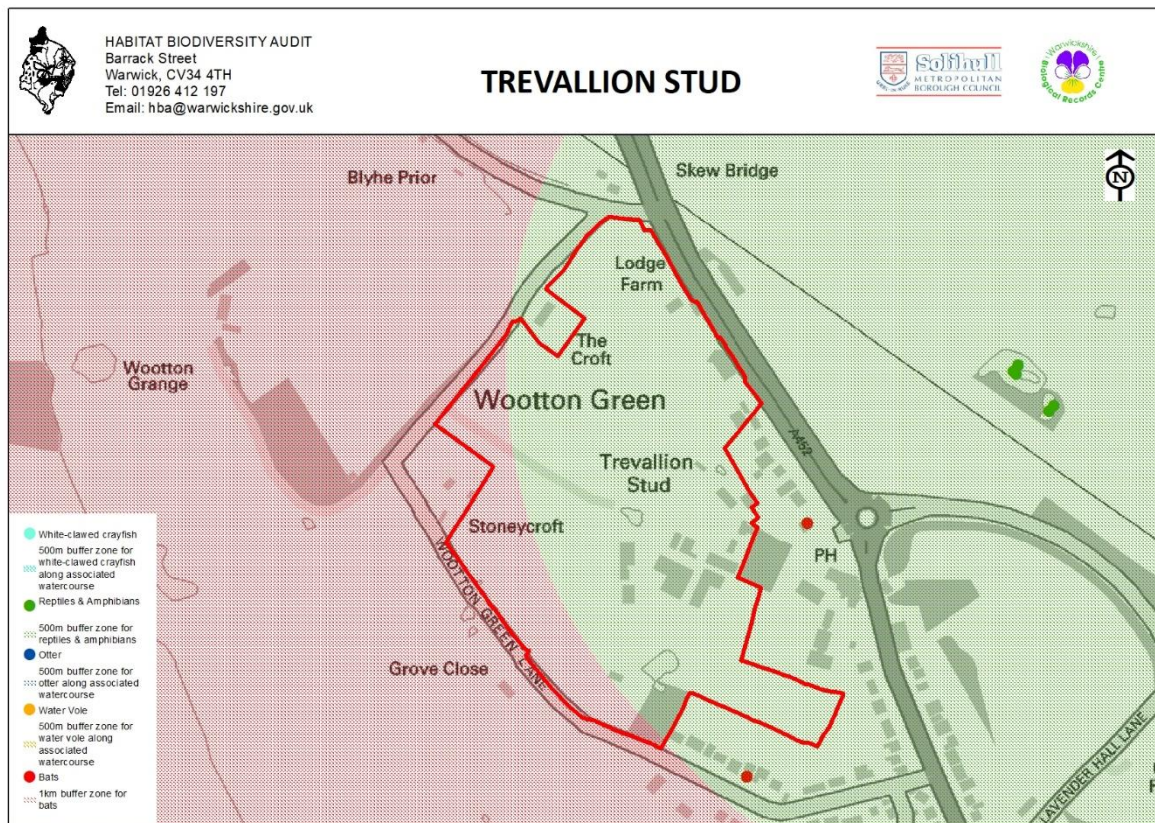 HABITAT BIODIVERSITY AUDIT
Barrack Street
Warwick, CV34 4TH
Tel: 01926 412 197
Email: hba@warwickshire.gov.uk
TREVALLION STUD
Solihull
METROPOLITAN
BOROUGH COUNCIL
Warwickshire
Biological Records Centre
Blyhe Prior
Skew Bridge
N
Lodge
Farm
The
Croft
Wootton
Grange
Wootton Green
A452
Trevallion
Stud
Stoneycroft
PH
WOOTTON GREEN LANE
Grove Close
LAVENDER HALL LANE
White-clawed crayfish
500m buffer zone for
white-clawed crayfish
along associated
watercourse
Reptiles & Amphibians
500m buffer zone for
reptiles & amphibians
Otter
500m buffer zone for
otter along associated
watercourse
Water Vole
500m buffer zone for
water vole along
associated
watercourse
Bats
1km buffer zone for
bats